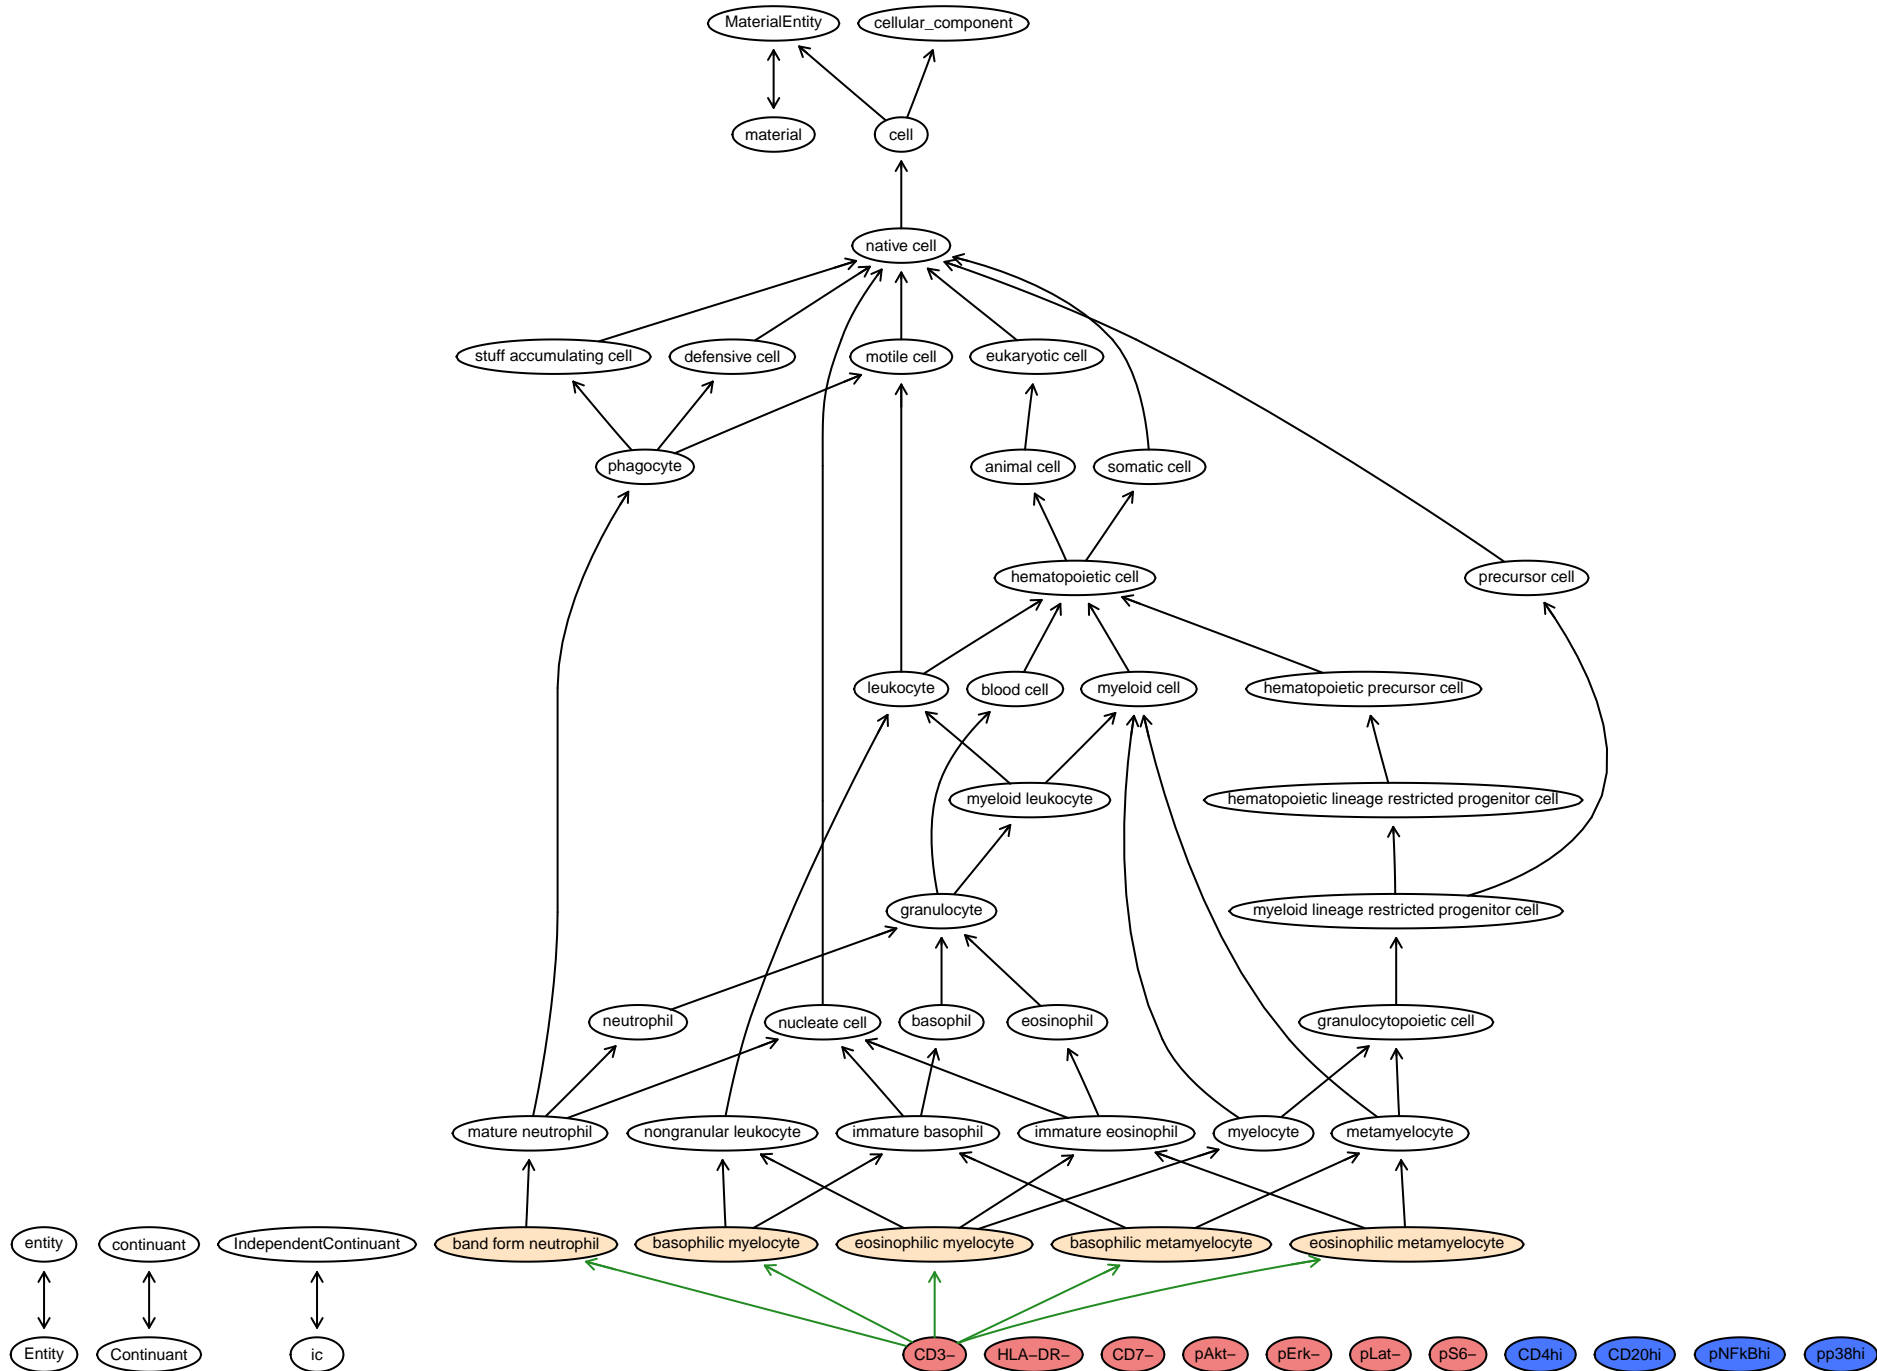 MaterialEntity
cellular_component
material
cell
native cell
stuff accumulating cell
defensive cell
motile cell
eukaryotic cell
phagocyte
animal cell
somatic cell
hematopoietic cell
precursor cell
leukocyte
blood cell
myeloid cell
hematopoietic precursor cell
myeloid leukocyte
hematopoietic lineage restricted progenitor cell
granulocyte
myeloid lineage restricted progenitor cell
neutrophil
nucleate cell
basophil
eosinophil
granulocytopoietic cell
mature neutrophil
nongranular leukocyte
immature basophil
immature eosinophil
myelocyte
metamyelocyte
entity
continuant
IndependentContinuant
band form neutrophil
basophilic myelocyte
eosinophilic myelocyte
basophilic metamyelocyte
eosinophilic metamyelocyte
Entity
Continuant
ic
CD3−
HLA−DR−
CD7−
pAkt−
pErk−
pLat−
pS6−
CD4hi
CD20hi
pNFkBhi
pp38hi